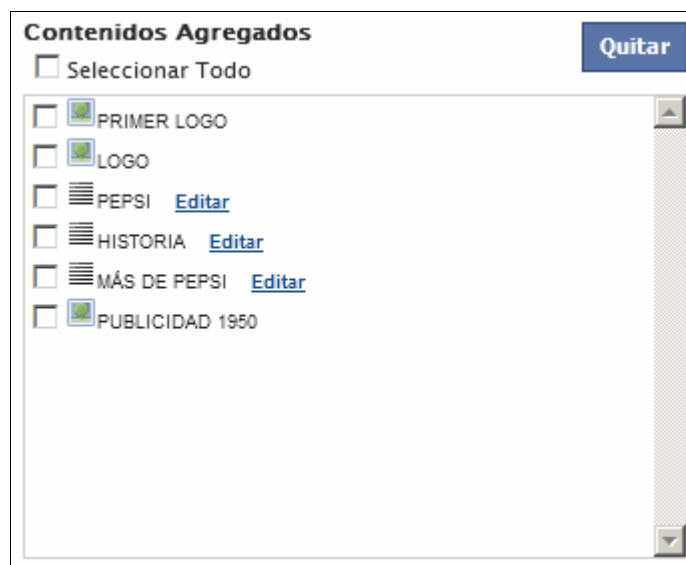 Contenidos Agregados
Quitar
Seleccionar Todo
PRIMER LOGO
LOGO
PEPSI Editar
HISTORIA Editar
MÁS DE PEPSI Editar
PUBLICIDAD 1950